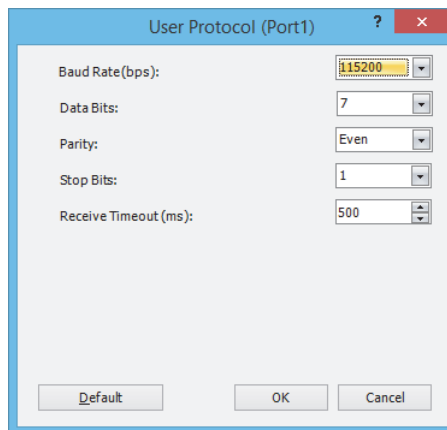 User Protocol (Port1) ?
Baud Rate(bps): 115200
Data Bits: 7
Parity: Even
Stop Bits: 1
Receive Timeout (ms): 500
Default OK Cancel